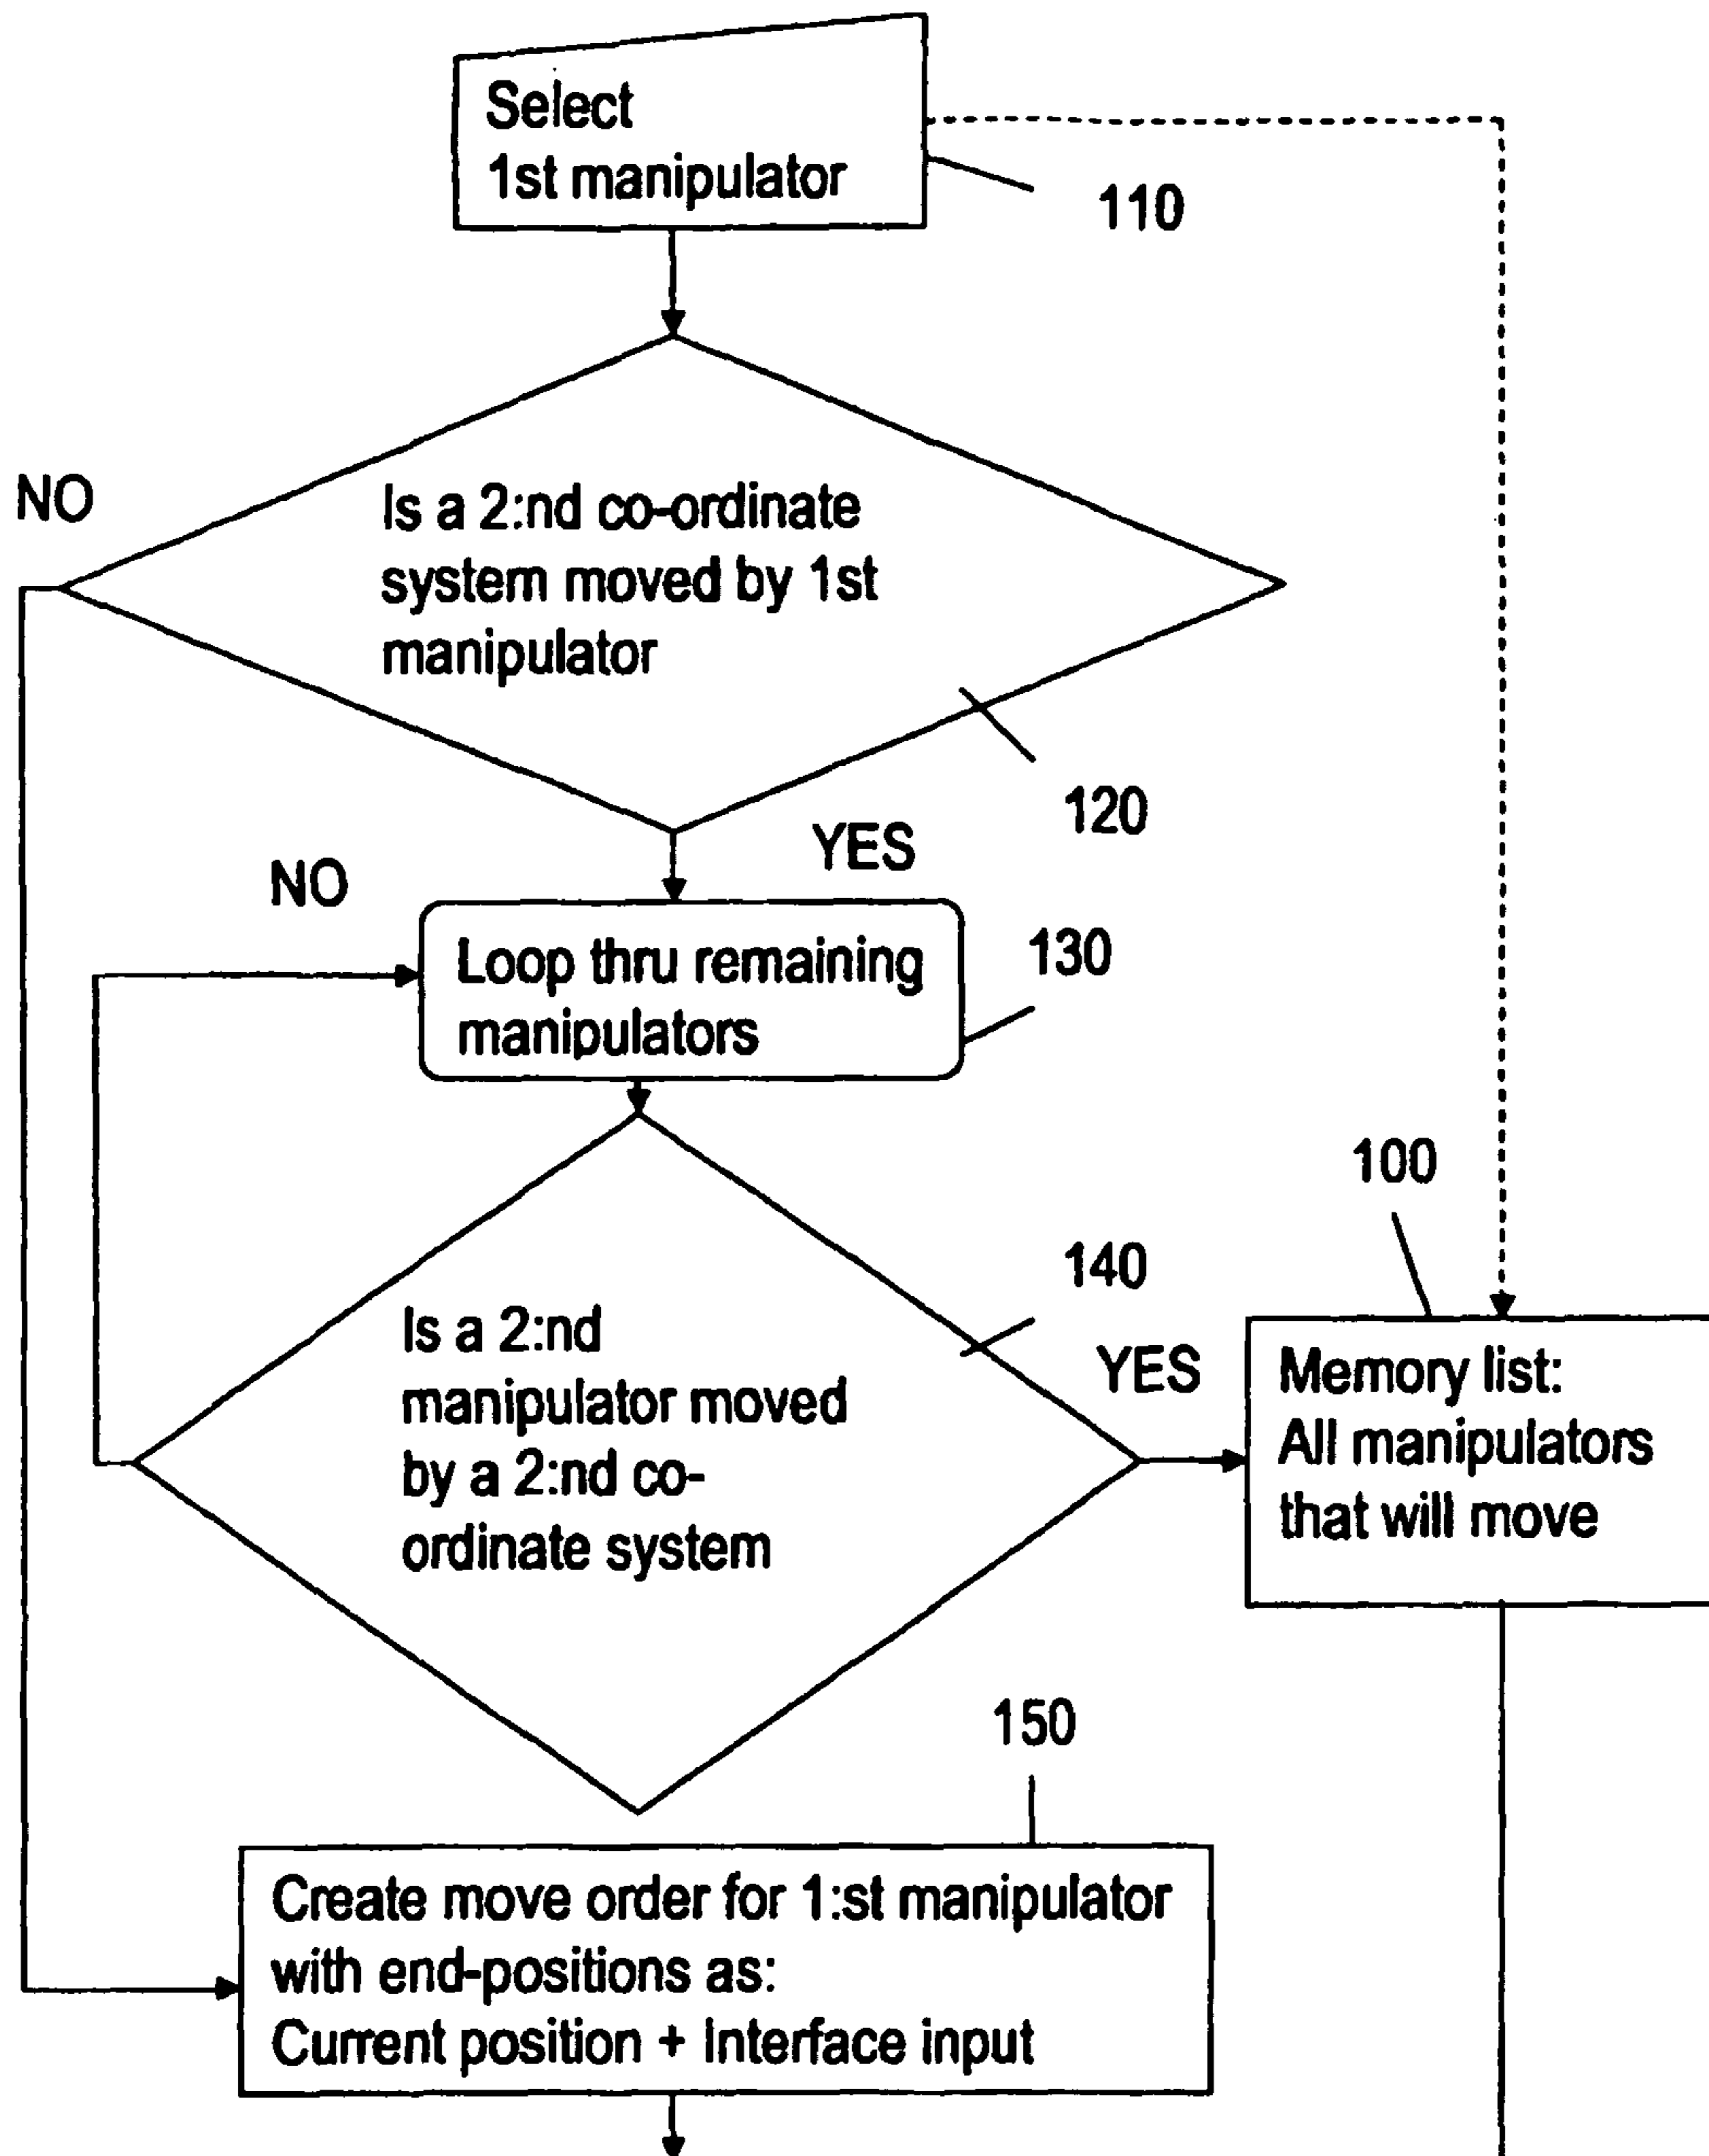 Select
1st manipulator
110
NO
Is a 2:nd co-ordinate
system moved by 1st
manipulator
120
YES
NO
Loop thru remaining
manipulators
130
100
140
Is a 2:nd
manipulator moved
by a 2:nd co-
ordinate system
YES
Memory list:
All manipulators
that will move
150
Create move order for 1:st manipulator
with end-positions as:
Current position + Interface input